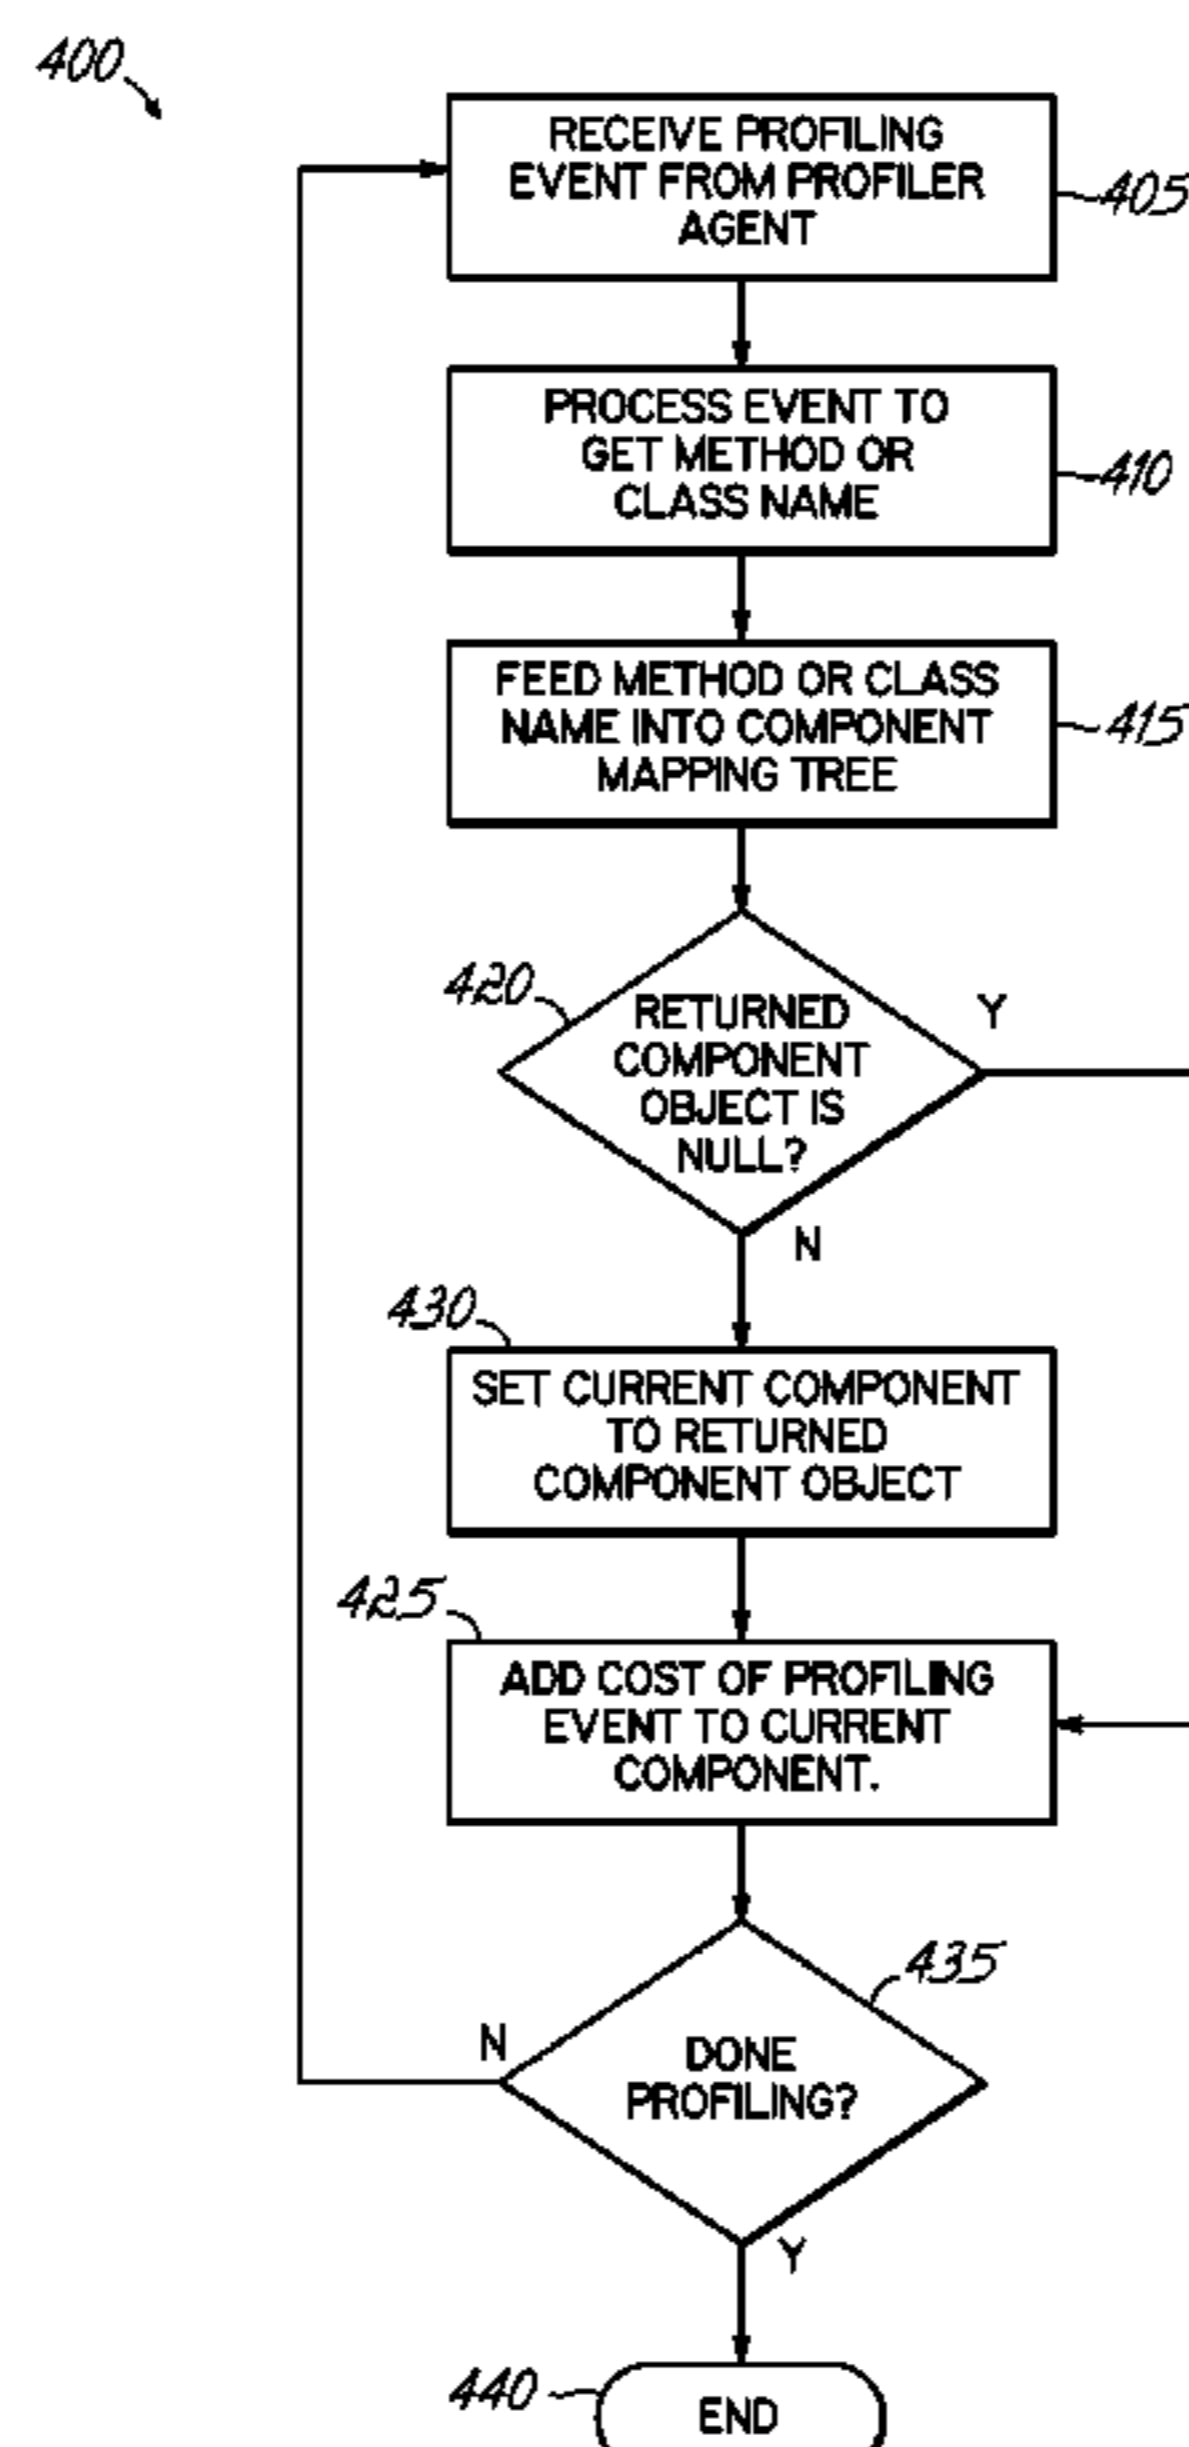 400
RECEIVE PROFILING
EVENT FROM PROFILER
AGENT
405
PROCESS EVENT TO
GET METHOD OR
CLASS NAME
410
FEED METHOD OR CLASS
NAME INTO COMPONENT
MAPPING TREE
415
420
RETURNED
COMPONENT
OBJECT IS
NULL?
Y
N
430
SET CURRENT COMPONENT
TO RETURNED
COMPONENT OBJECT
425
ADD COST OF PROFILING
EVENT TO CURRENT
COMPONENT.
435
N
DONE
PROFILING?
Y
440
END